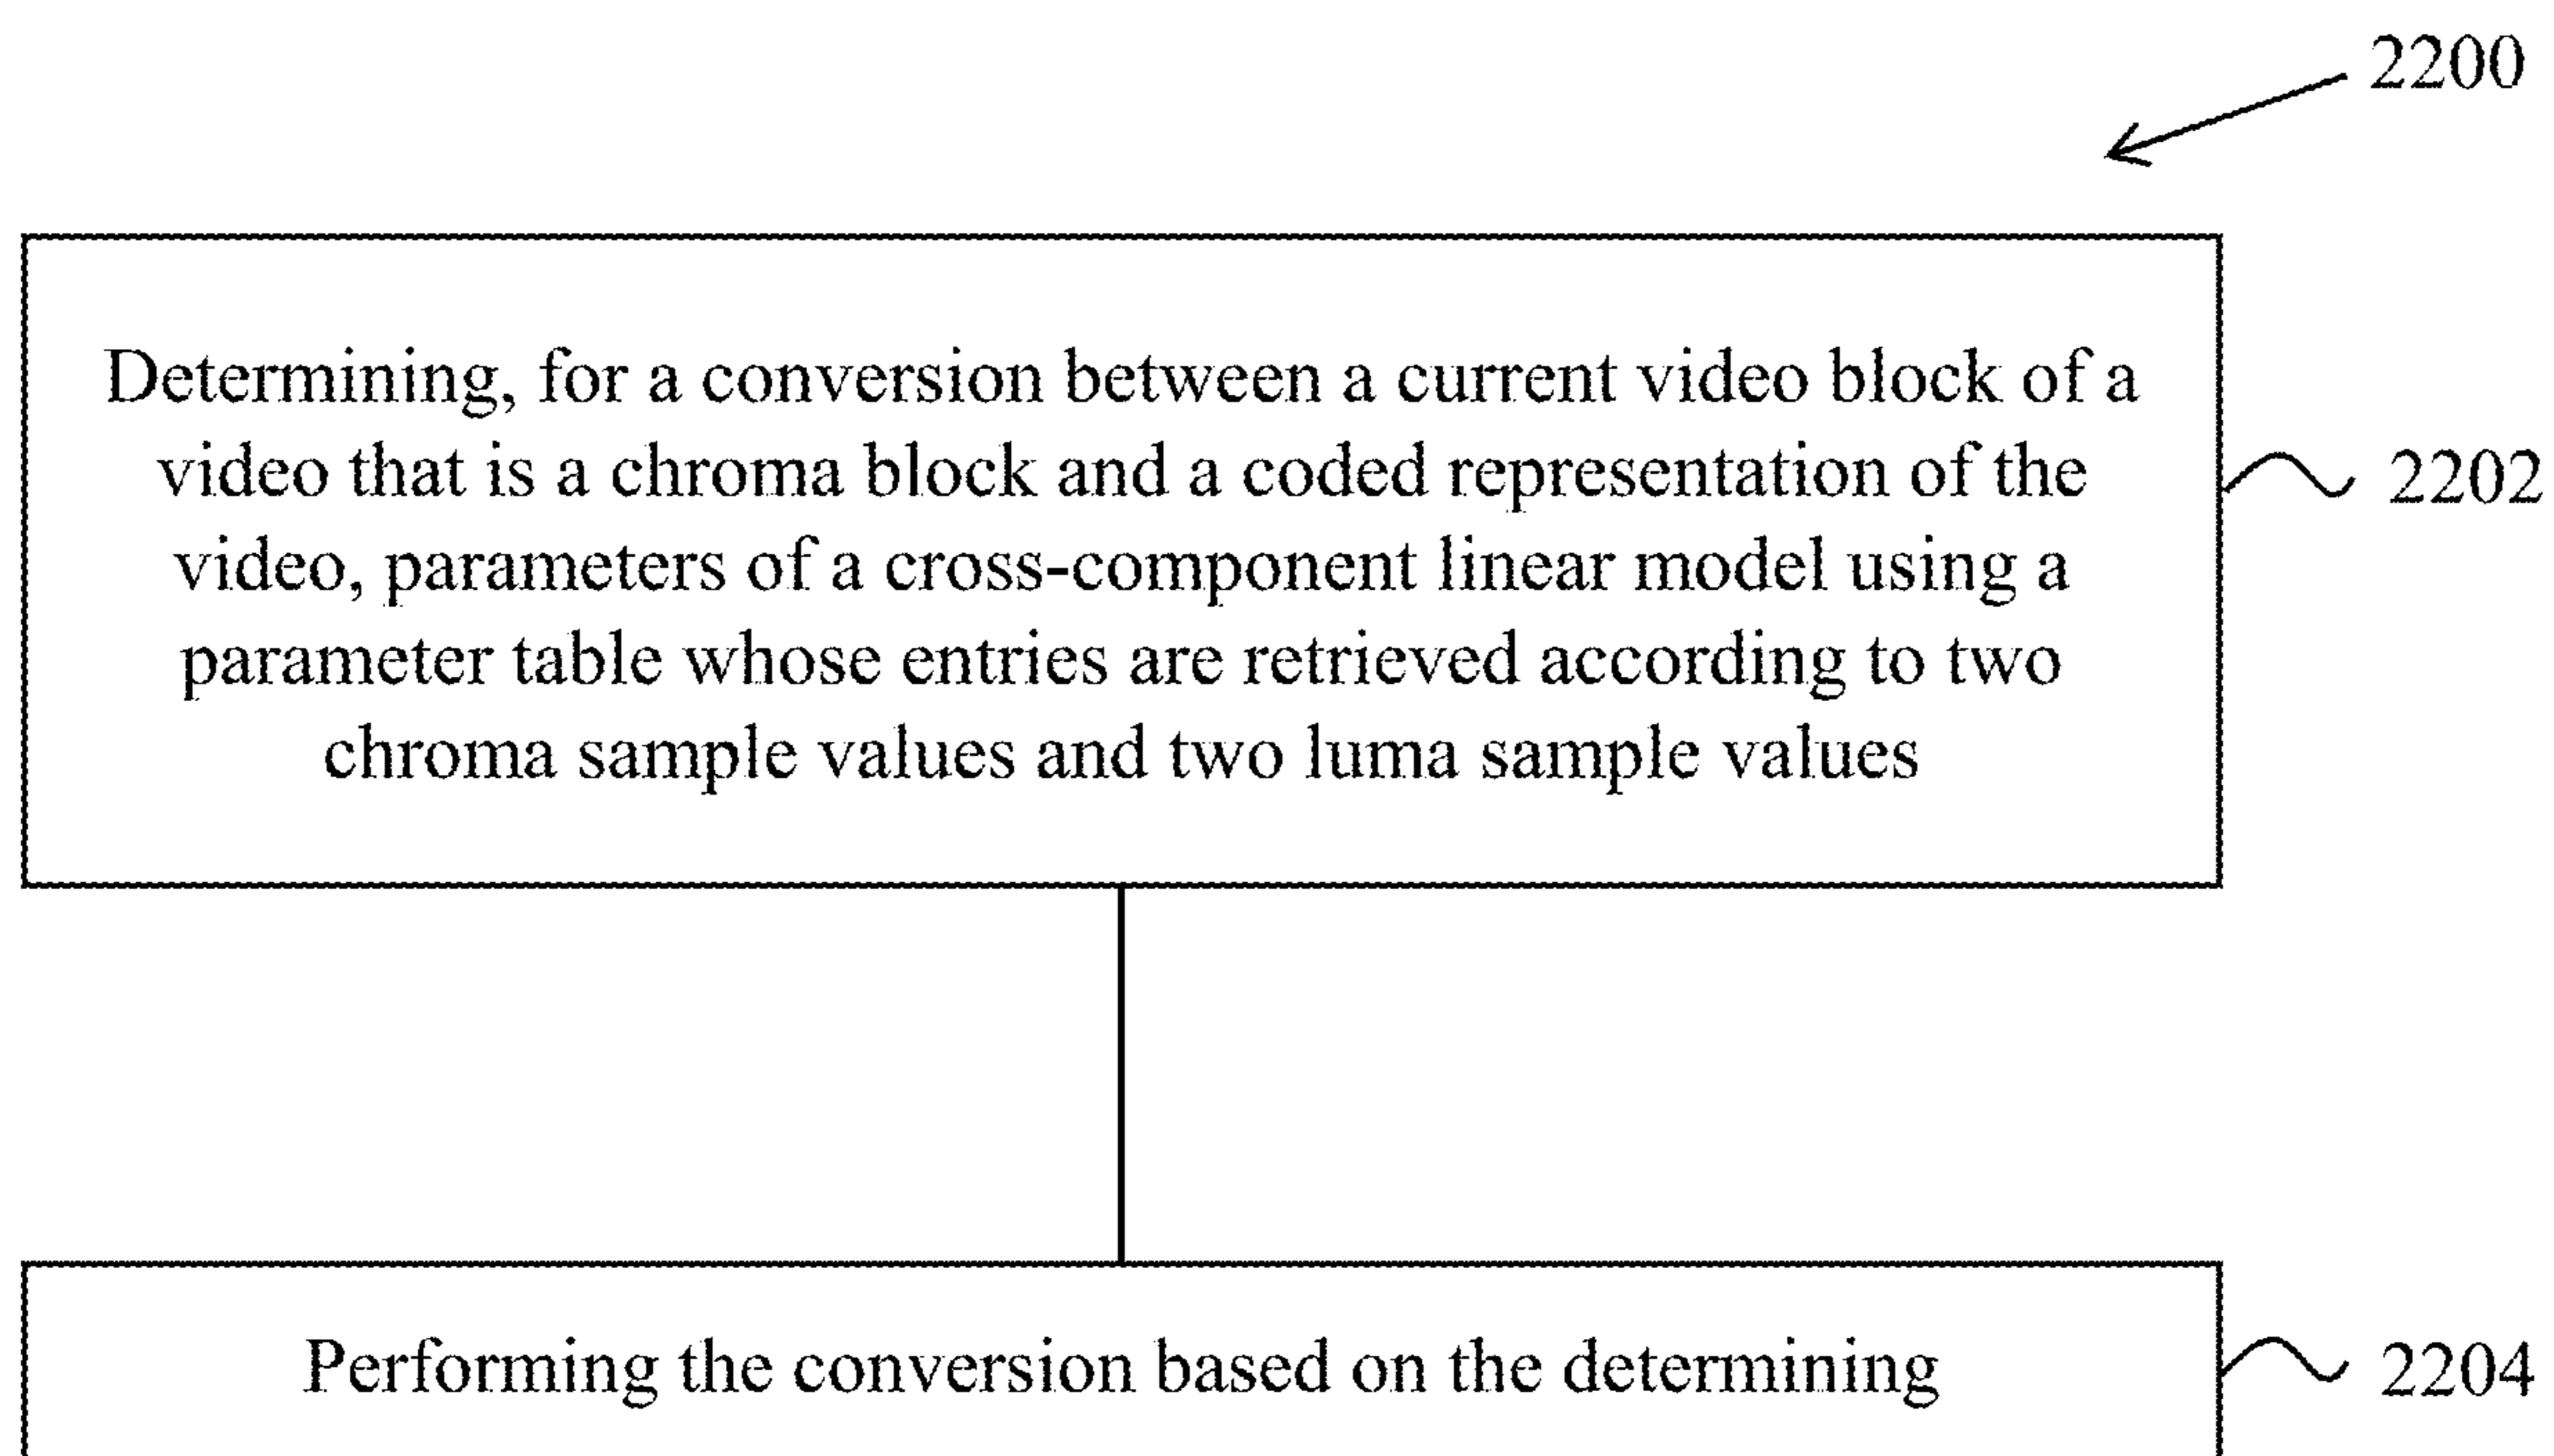 2200
Determining, for a conversion between a current video block of a
video that is a chroma block and a coded representation of the
video, parameters of a cross-component linear model using a
parameter table whose entries are retrieved according to two
chroma sample values and two luma sample values
2202
Performing the conversion based on the determining
2204